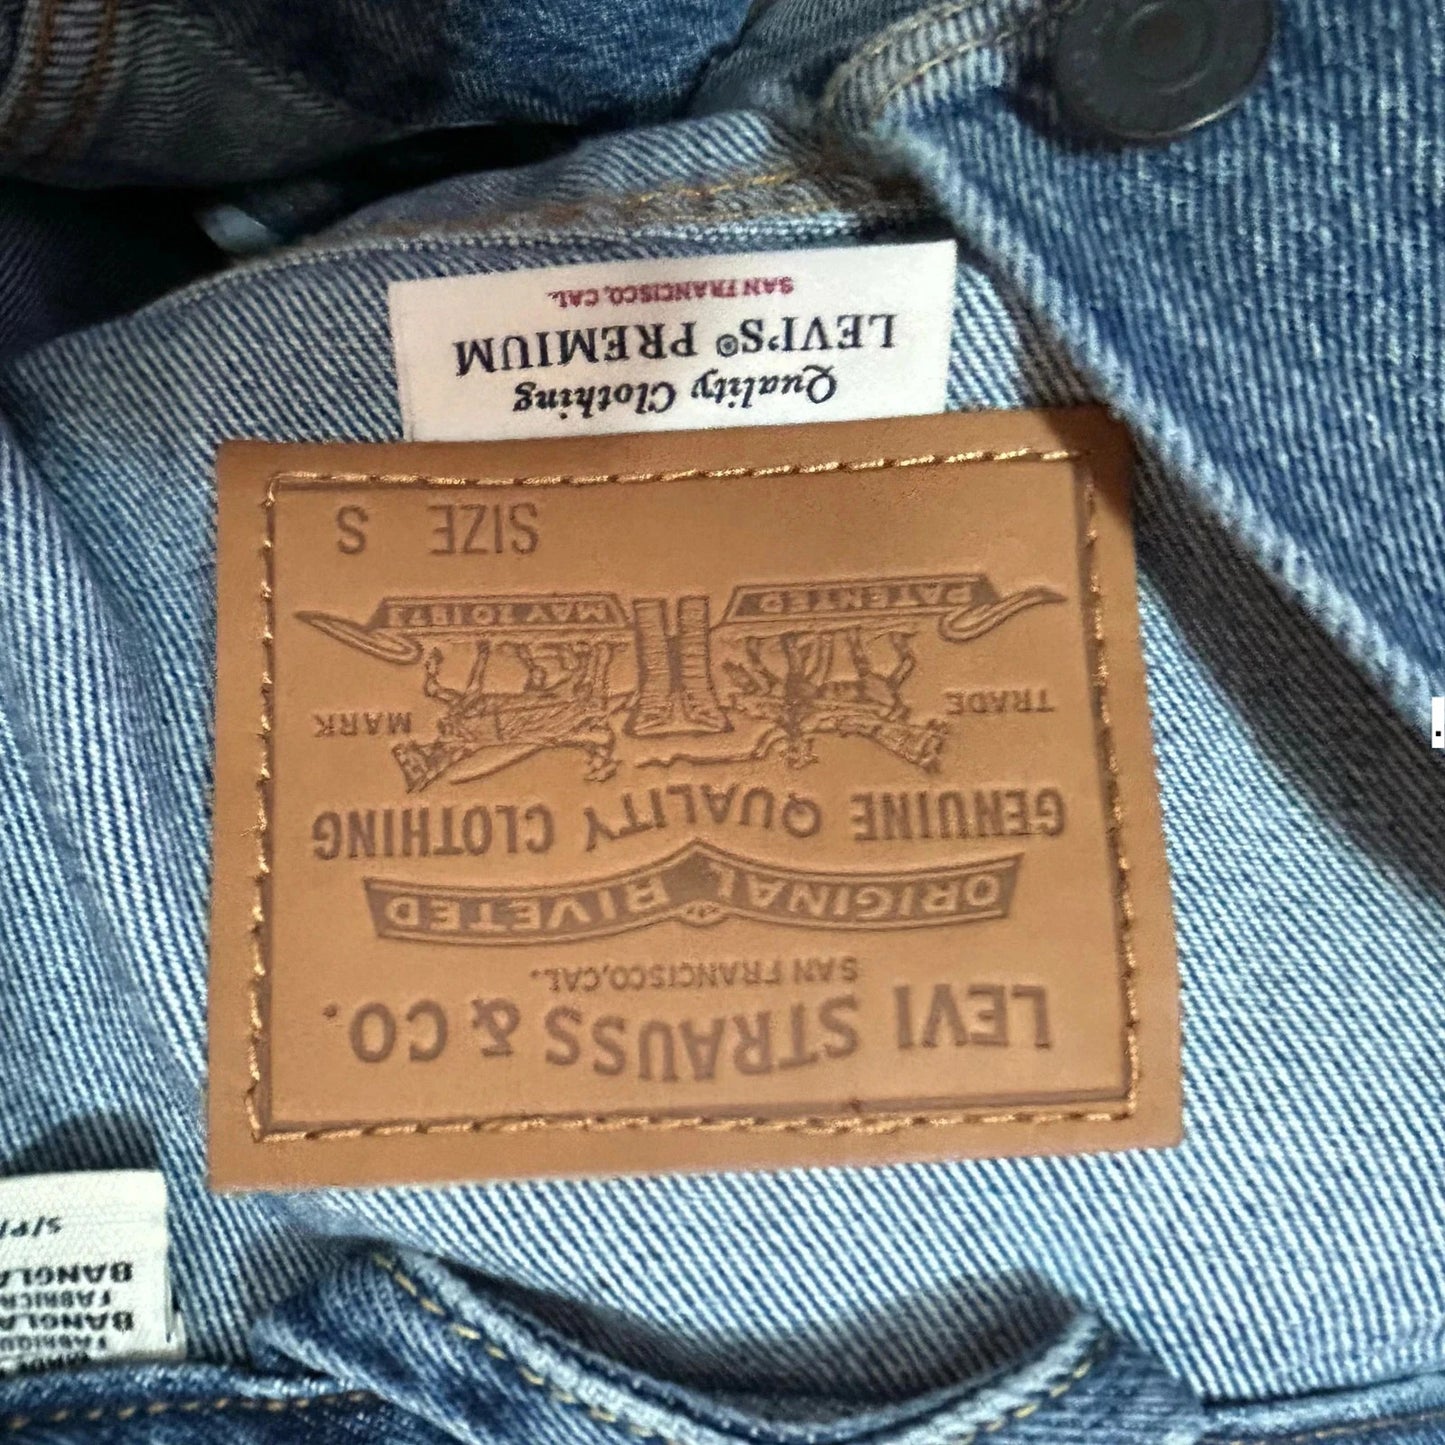 LEVI STRAUSS & CO.
SAN FRANCISCO, CAL.
ORIGINAL RIVETED
GENUINE QUALITY CLOTHING
TRADE MARK
PATENTED MAY 20 1873
SIZE S
Quality Clothing
LEVI'S® PREMIUM
SAN FRANCISCO, CAL.